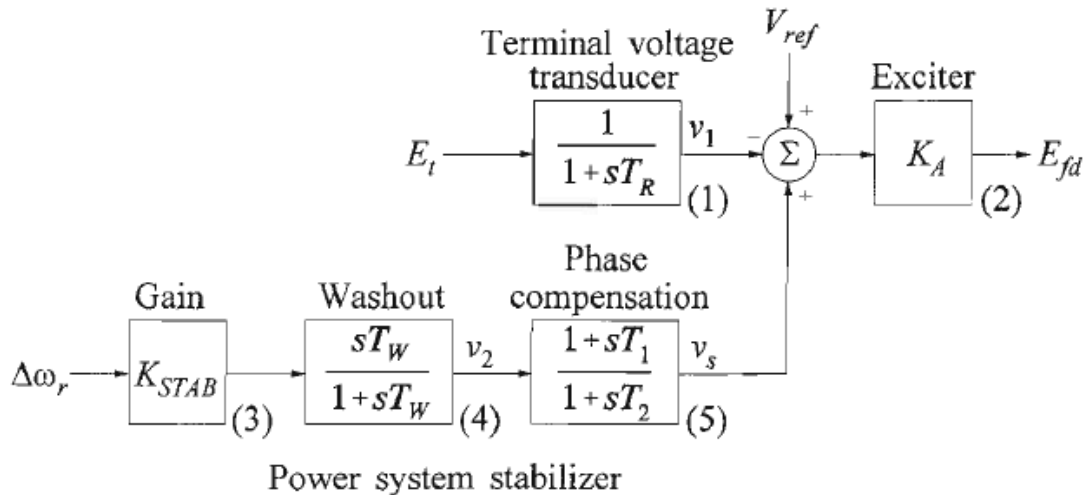 V_ref
Terminal voltage
transducer
Exciter
E_t
1
1+sT_R
v_1
(1)
−
+
Σ
+
K_A
(2)
E_fd
Phase
compensation
Gain
Washout
Δω_r
K_STAB
(3)
sT_W
1+sT_W
v_2
(4)
1+sT_1
1+sT_2
v_s
(5)
Power system stabilizer